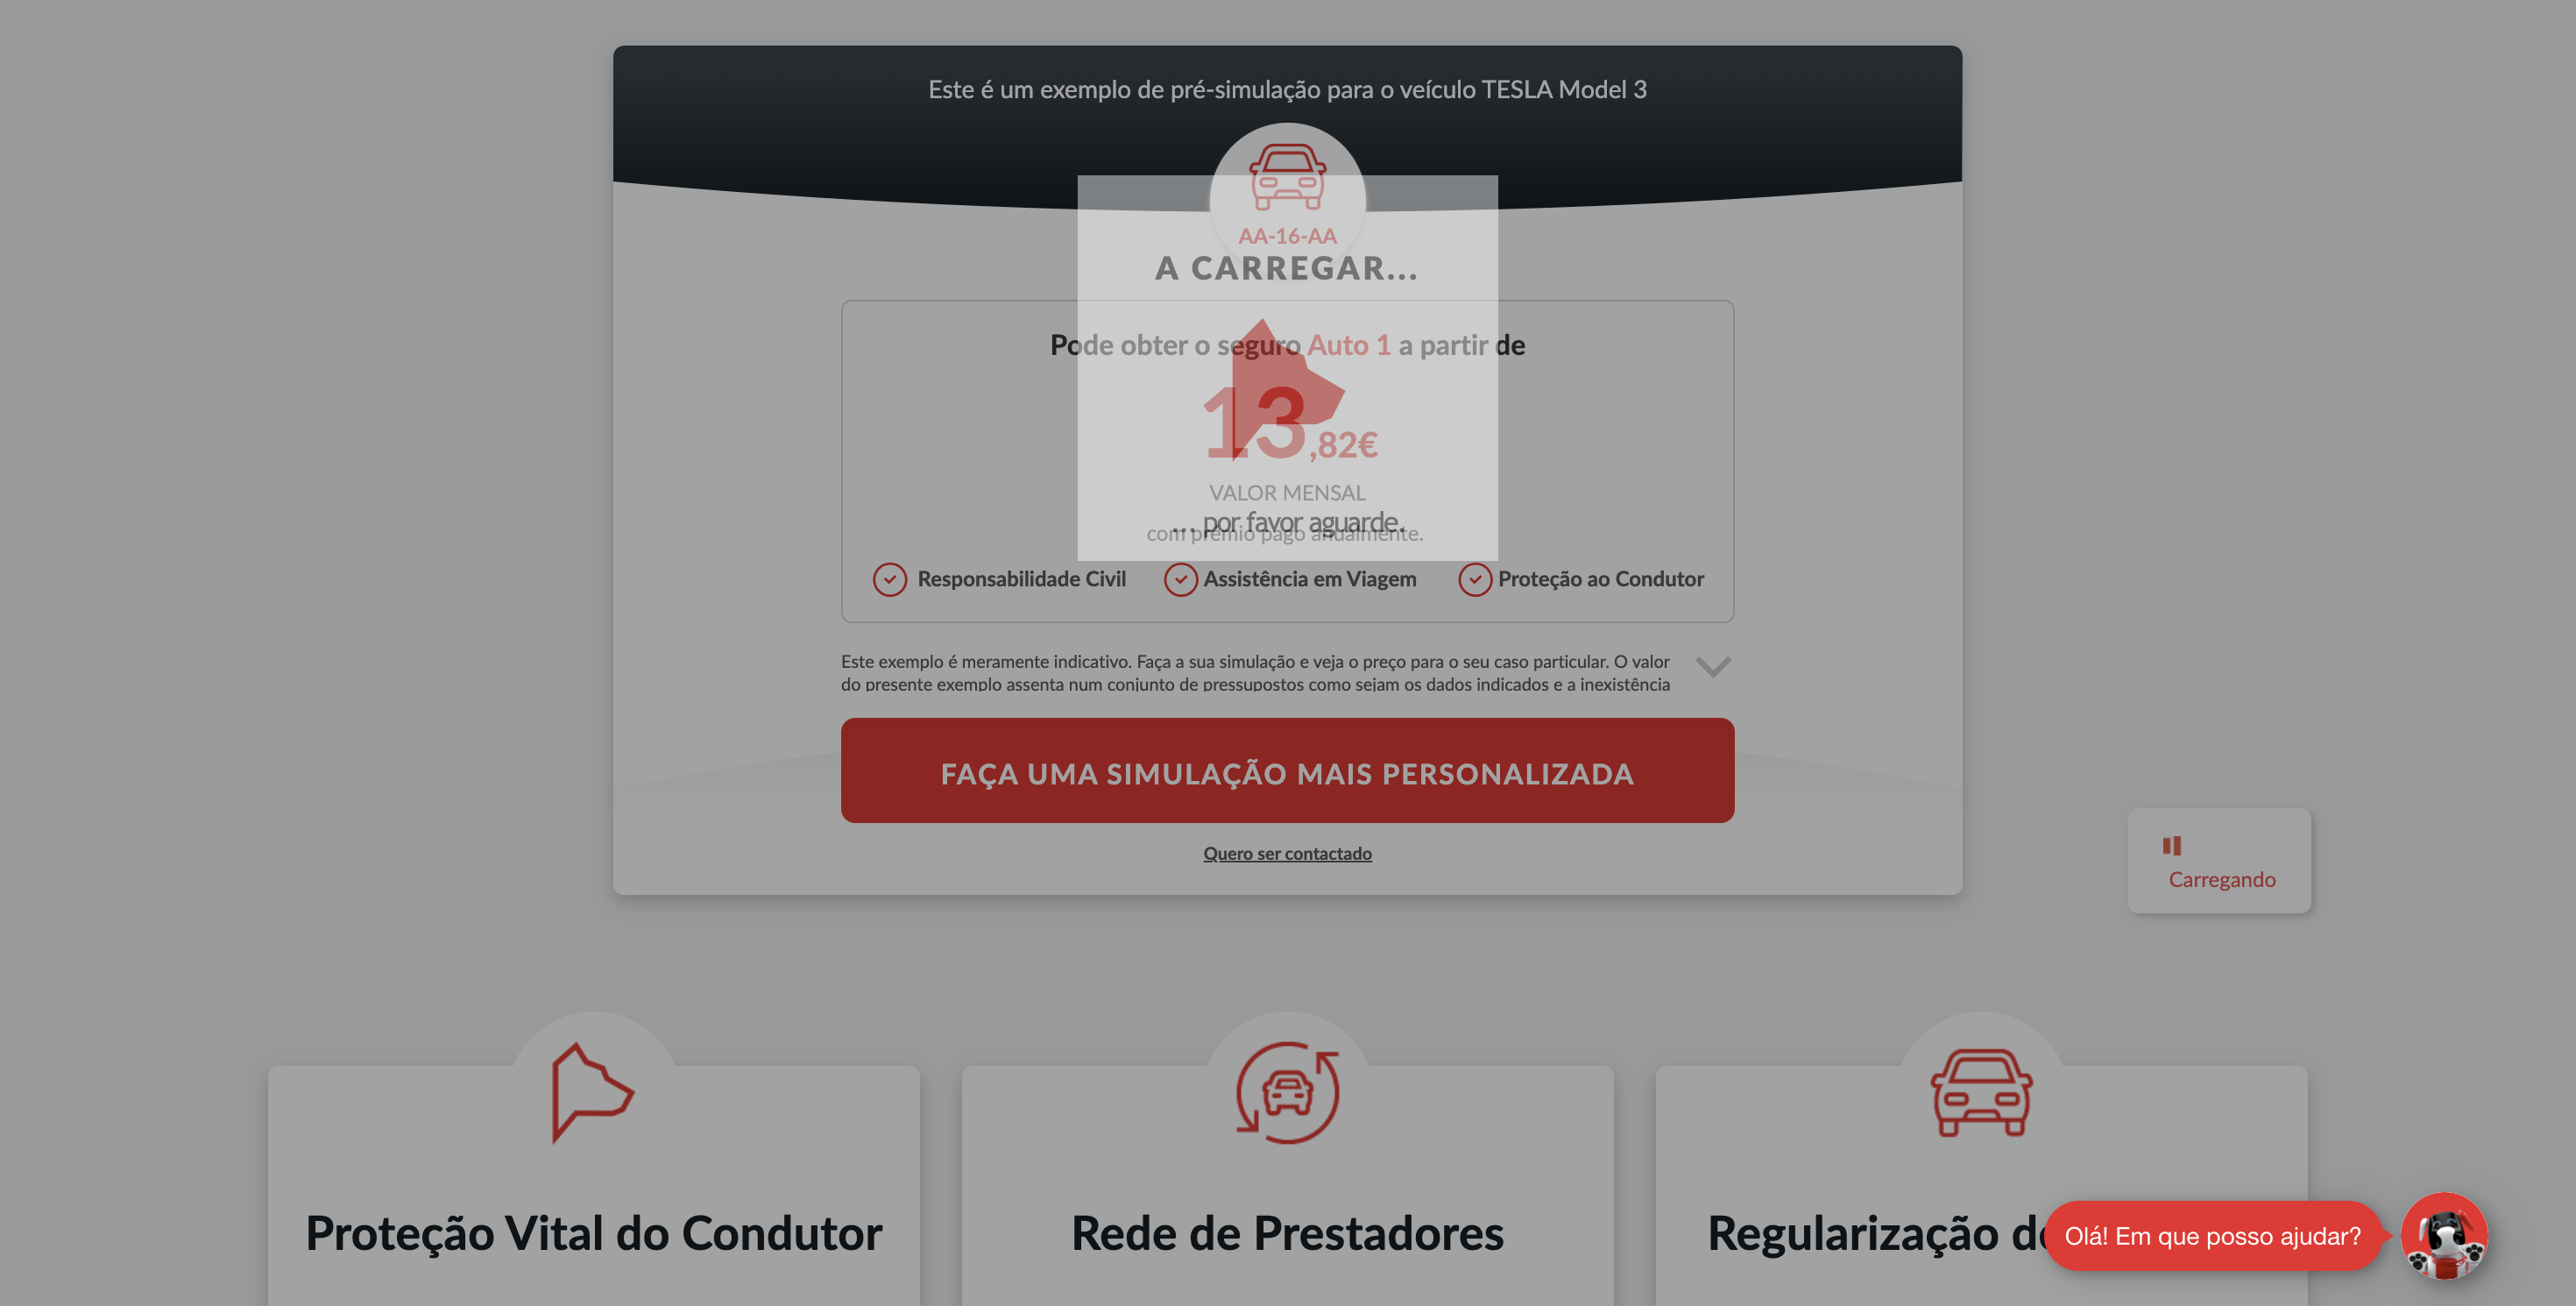 Este é um exemplo de pré-simulação para o veículo TESLA Model 3
AA-16-AA
A CARREGAR...
Pode obter o seguro Auto 1 a partir de
13,82€
VALOR MENSAL
... por favor aguarde.
com prémio pago anualmente.
Responsabilidade Civil
Assistência em Viagem
Proteção ao Condutor
Este exemplo é meramente indicativo. Faça a sua simulação e veja o preço para o seu caso particular. O valor
do presente exemplo assenta num conjunto de pressupostos como sejam os dados indicados e a inexistência
FAÇA UMA SIMULAÇÃO MAIS PERSONALIZADA
Quero ser contactado
Carregando
Proteção Vital do Condutor
Rede de Prestadores
Regularização
Olá! Em que posso ajudar?